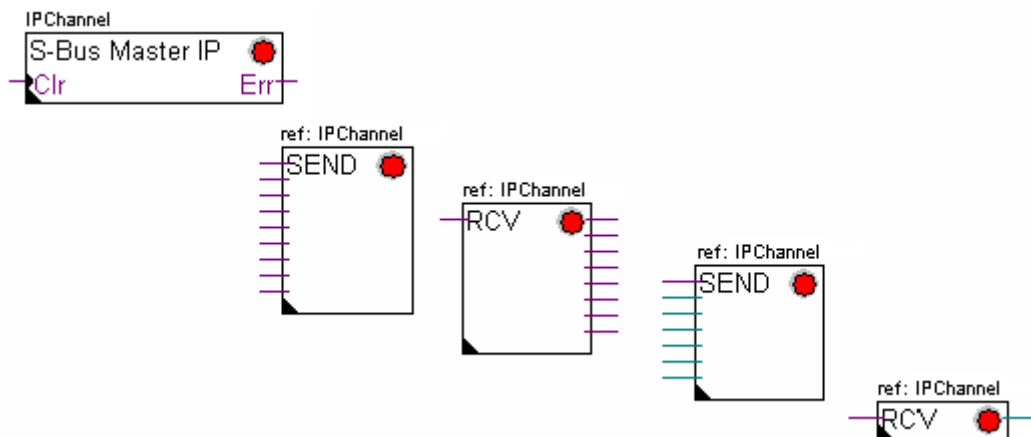 IPChannel
S-Bus Master IP
Clr Err
ref: IPChannel
SEND
ref: IPChannel
RCV
ref: IPChannel
SEND
ref: IPChannel
RCV